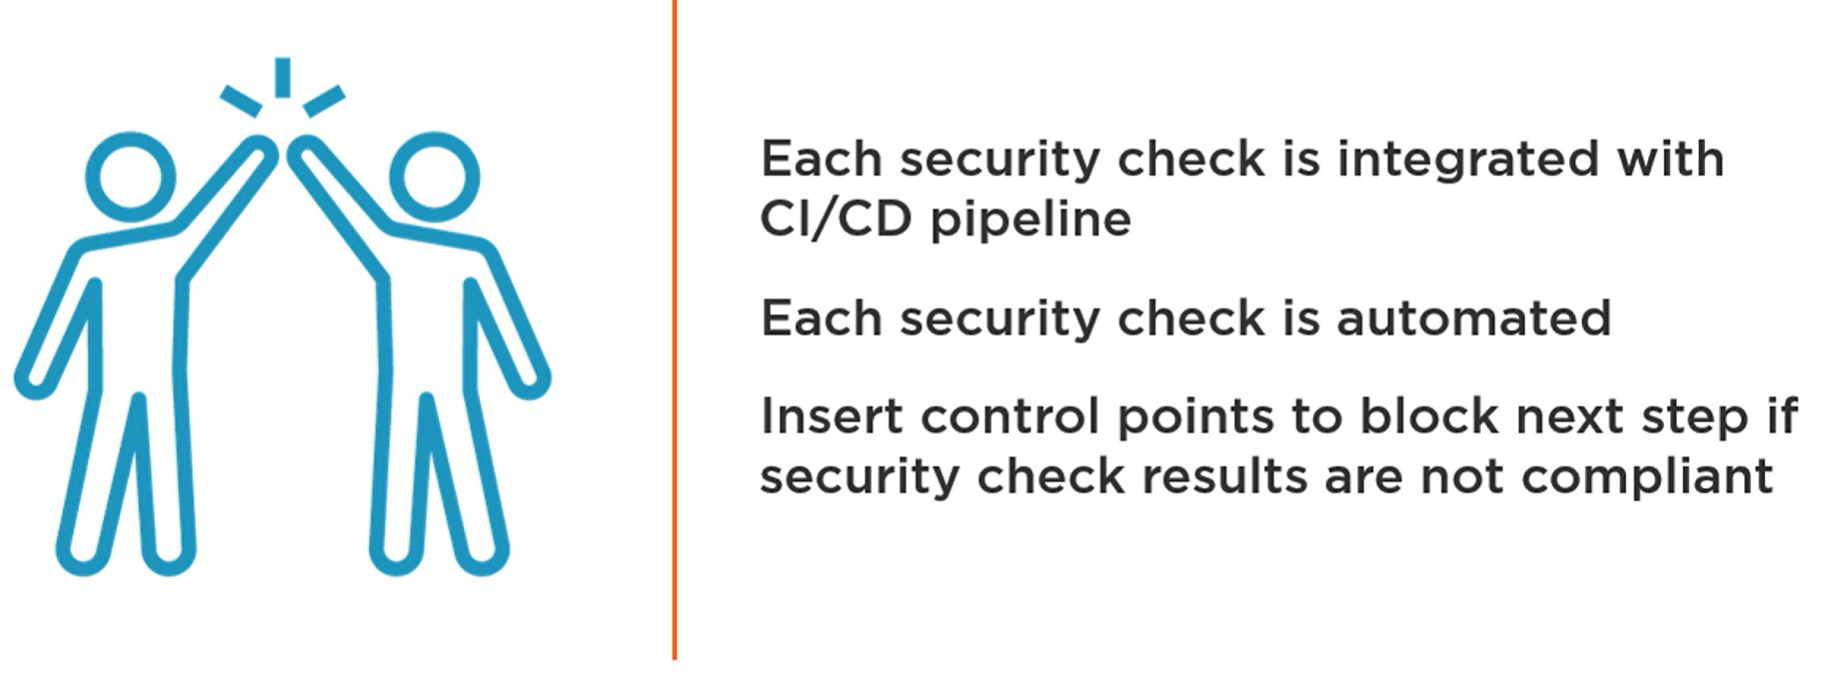 Each security check is integrated with
CI/CD pipeline
Each security check is automated
Insert control points to block next step if
security check results are not compliant